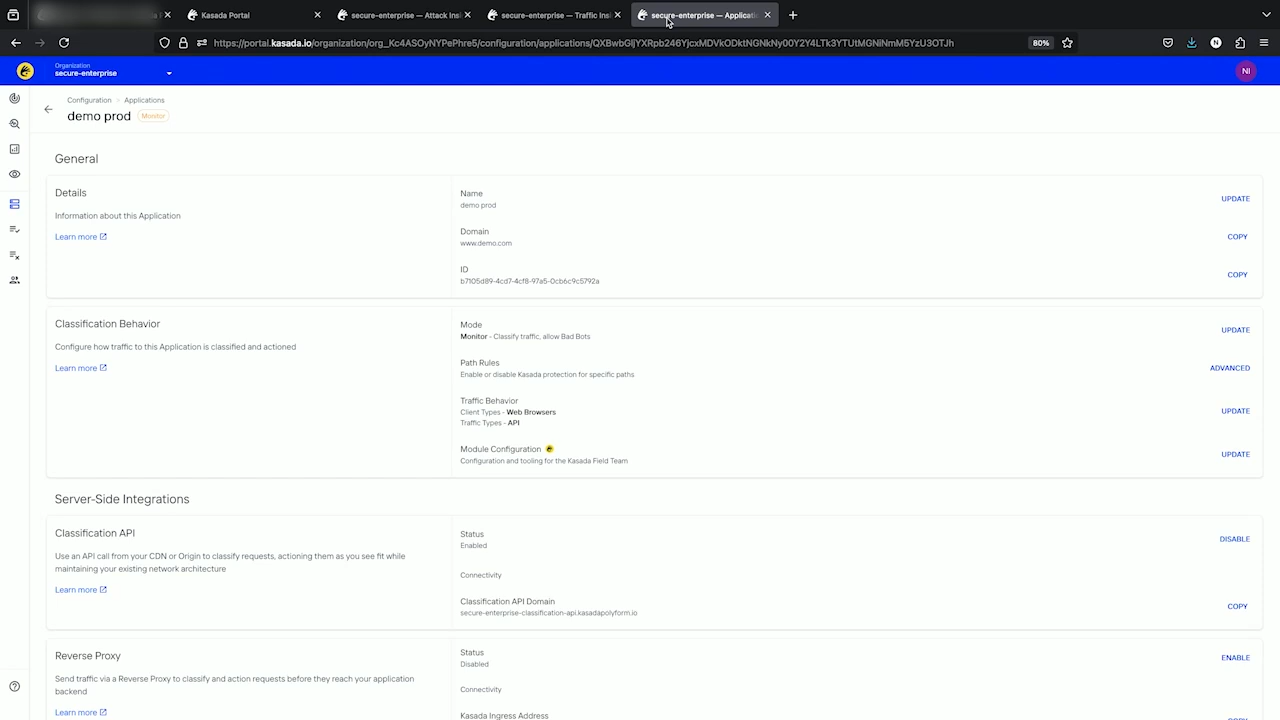 Kasada Portal
secure-enterprise — Attack Insi
secure-enterprise — Traffic Insi
secure-enterprise — Applicati
https://portal.kasada.io/organization/org_Kc4ASOyNYPePhre5/configuration/applications/QXBwbGljYXRpb246YjcxMDVkODktNGNkNy00Y2Y4LTk3YTUtMGNiNmM5YzU3OTJh
80%
N
Organization
secure-enterprise
NI
Configuration > Applications
demo prod Monitor
General
Details
Information about this Application
Learn more
Name
demo prod
UPDATE
Domain
www.demo.com
COPY
ID
b7105d89-4cd7-4cf8-97a5-0cb6c9c5792a
COPY
Classification Behavior
Configure how traffic to this Application is classified and actioned
Learn more
Mode
Monitor - Classify traffic, allow Bad Bots
UPDATE
Path Rules
Enable or disable Kasada protection for specific paths
ADVANCED
Traffic Behavior
Client Types - Web Browsers
Traffic Types - API
UPDATE
Module Configuration
Configuration and tooling for the Kasada Field Team
UPDATE
Server-Side Integrations
Classification API
Use an API call from your CDN or Origin to classify requests, actioning them as you see fit while
maintaining your existing network architecture
Learn more
Status
Enabled
DISABLE
Connectivity
Classification API Domain
secure-enterprise-classification-api.kasadapolyform.io
COPY
Reverse Proxy
Send traffic via a Reverse Proxy to classify and action requests before they reach your application
backend
Learn more
Status
Disabled
ENABLE
Connectivity
Kasada Ingress Address
COPY